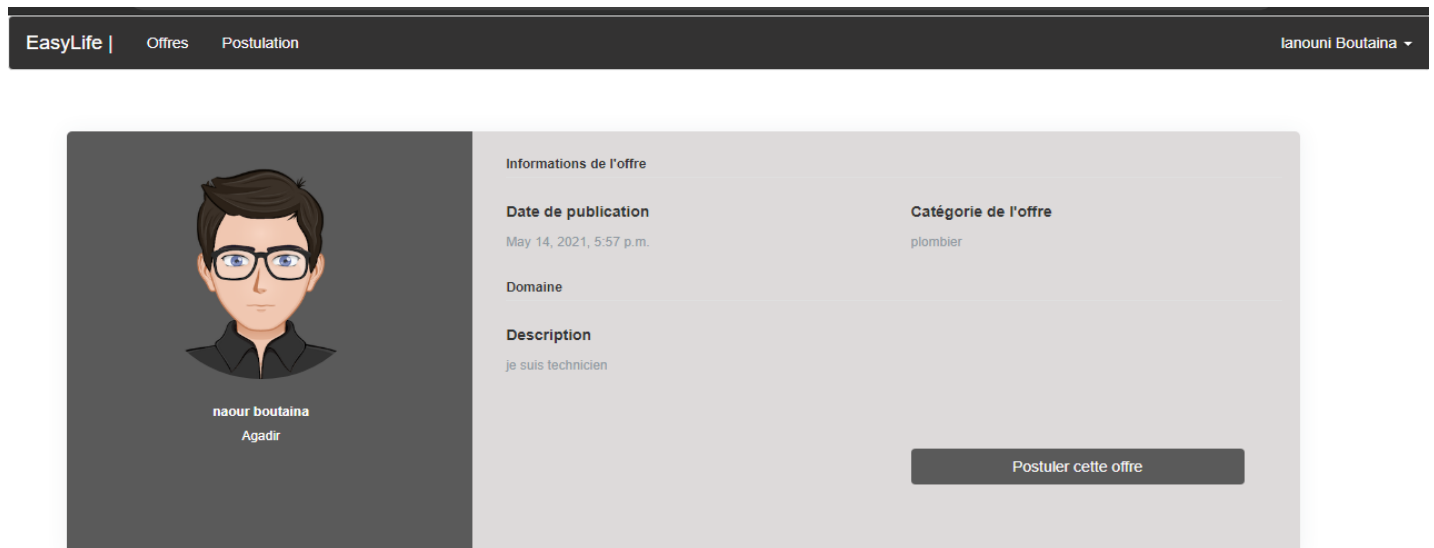 EasyLife | Offres Postulation Ianouni Boutaina
Informations de l'offre
Date de publication Catégorie de l'offre
May 14, 2021, 5:57 p.m. plombier
Domaine
Description
je suis technicien
naour boutaina
Agadir
Postuler cette offre